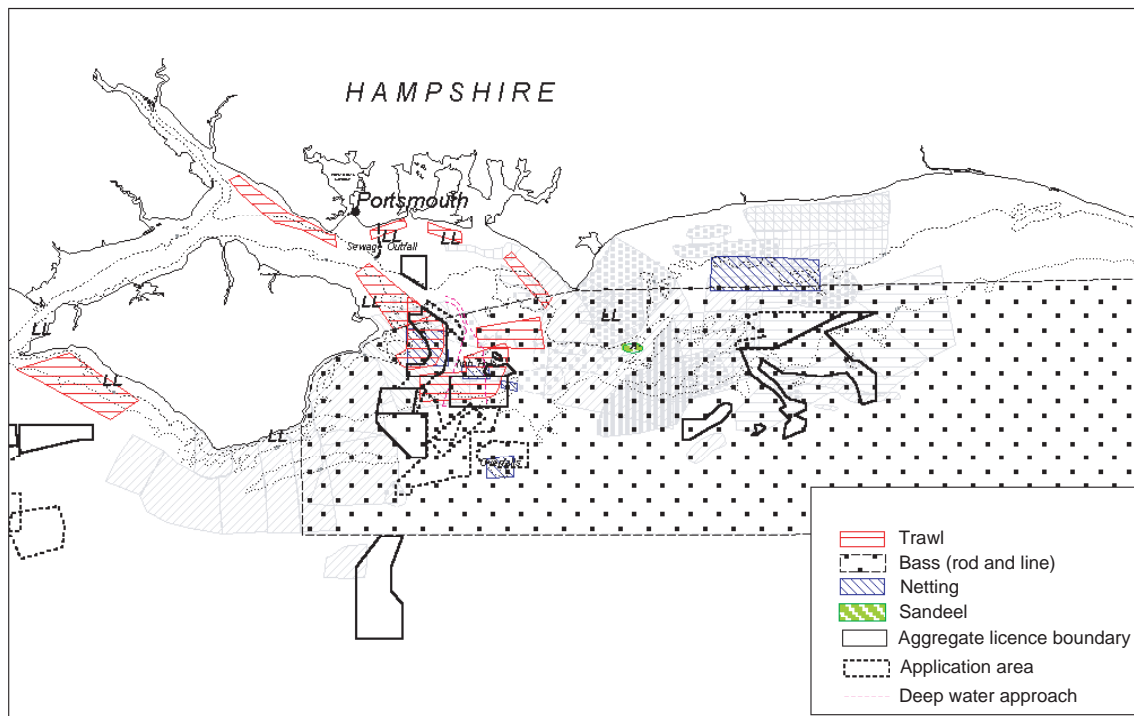 HAMPSHIRE
Portsmouth
LL
LL
Sewage Outfall
LL
LL
LL
LL
LL
Overfalls
Trawl
Bass (rod and line)
Netting
Sandeel
Aggregate licence boundary
Application area
Deep water approach